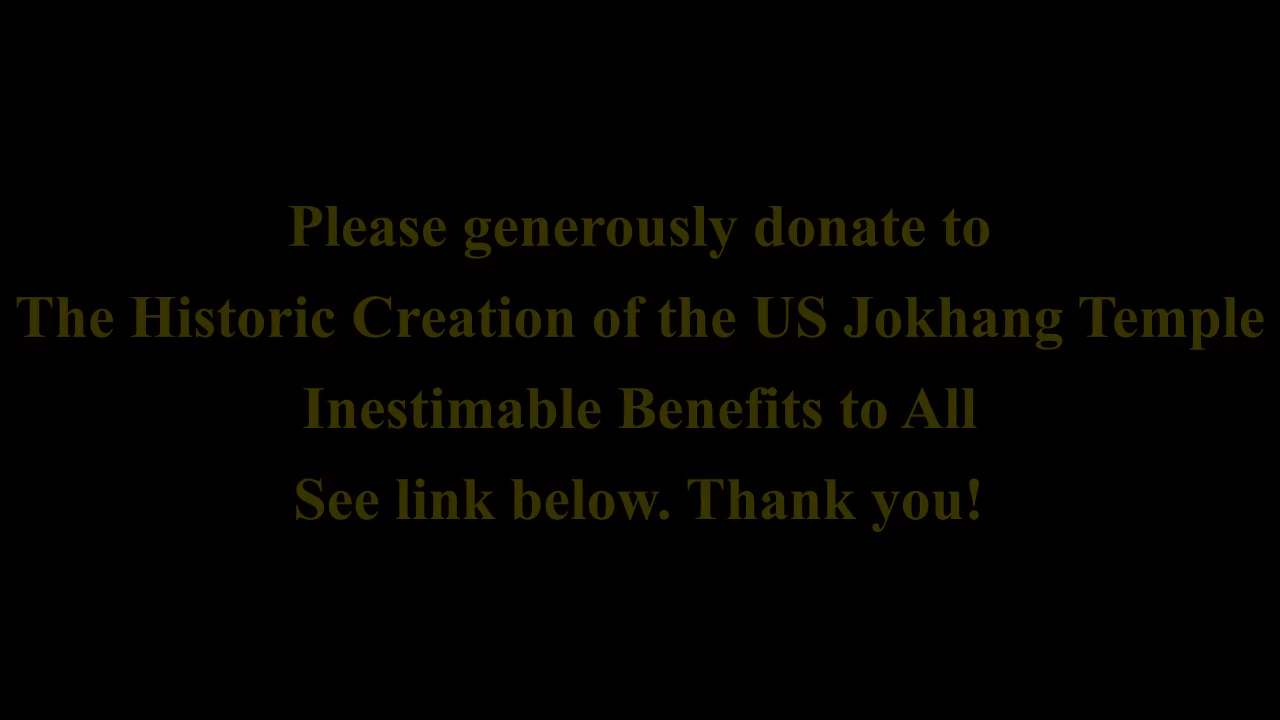 Please generously donate to
The Historic Creation of the US Jokhang Temple
Inestimable Benefits to All
See link below. Thank you!